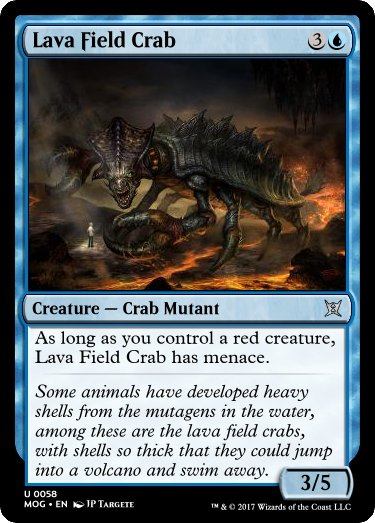 Lava Field Crab 3
Creature — Crab Mutant
As long as you control a red creature,
Lava Field Crab has menace.
Some animals have developed heavy
shells from the mutagens in the water,
among these are the lava field crabs,
with shells so thick that they could jump
into a volcano and swim away.
3/5
U 0058
MOG • EN JP Targete
™ & © 2017 Wizards of the Coast LLC